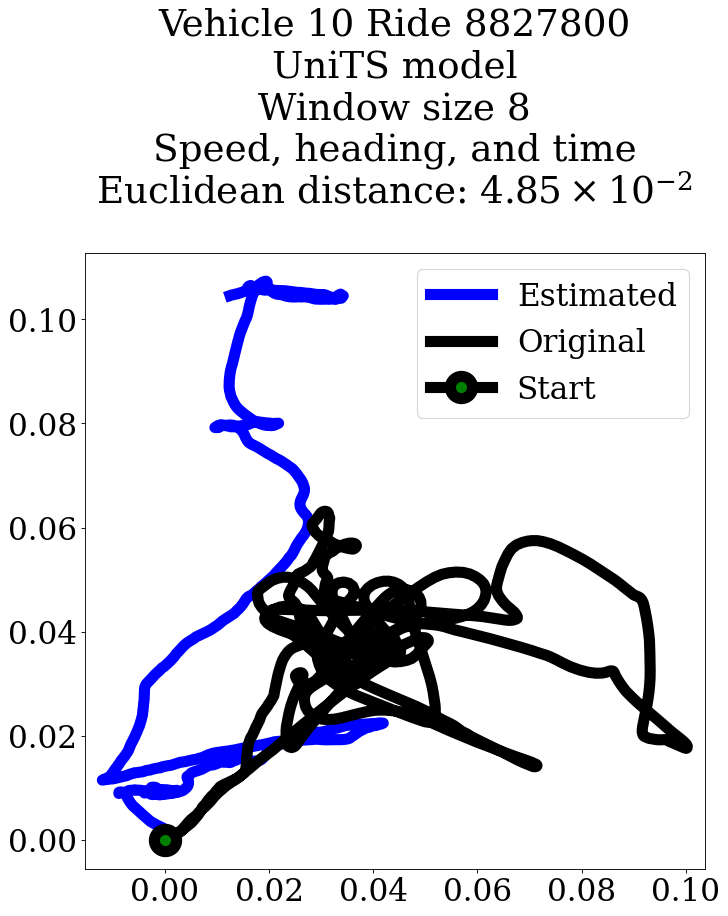 Vehicle 10 Ride 8827800
UniTS model
Window size 8
Speed, heading, and time
Euclidean distance: 4.85 × 10⁻²
Estimated
Original
Start
0.10
0.08
0.06
0.04
0.02
0.00
0.00 0.02 0.04 0.06 0.08 0.10